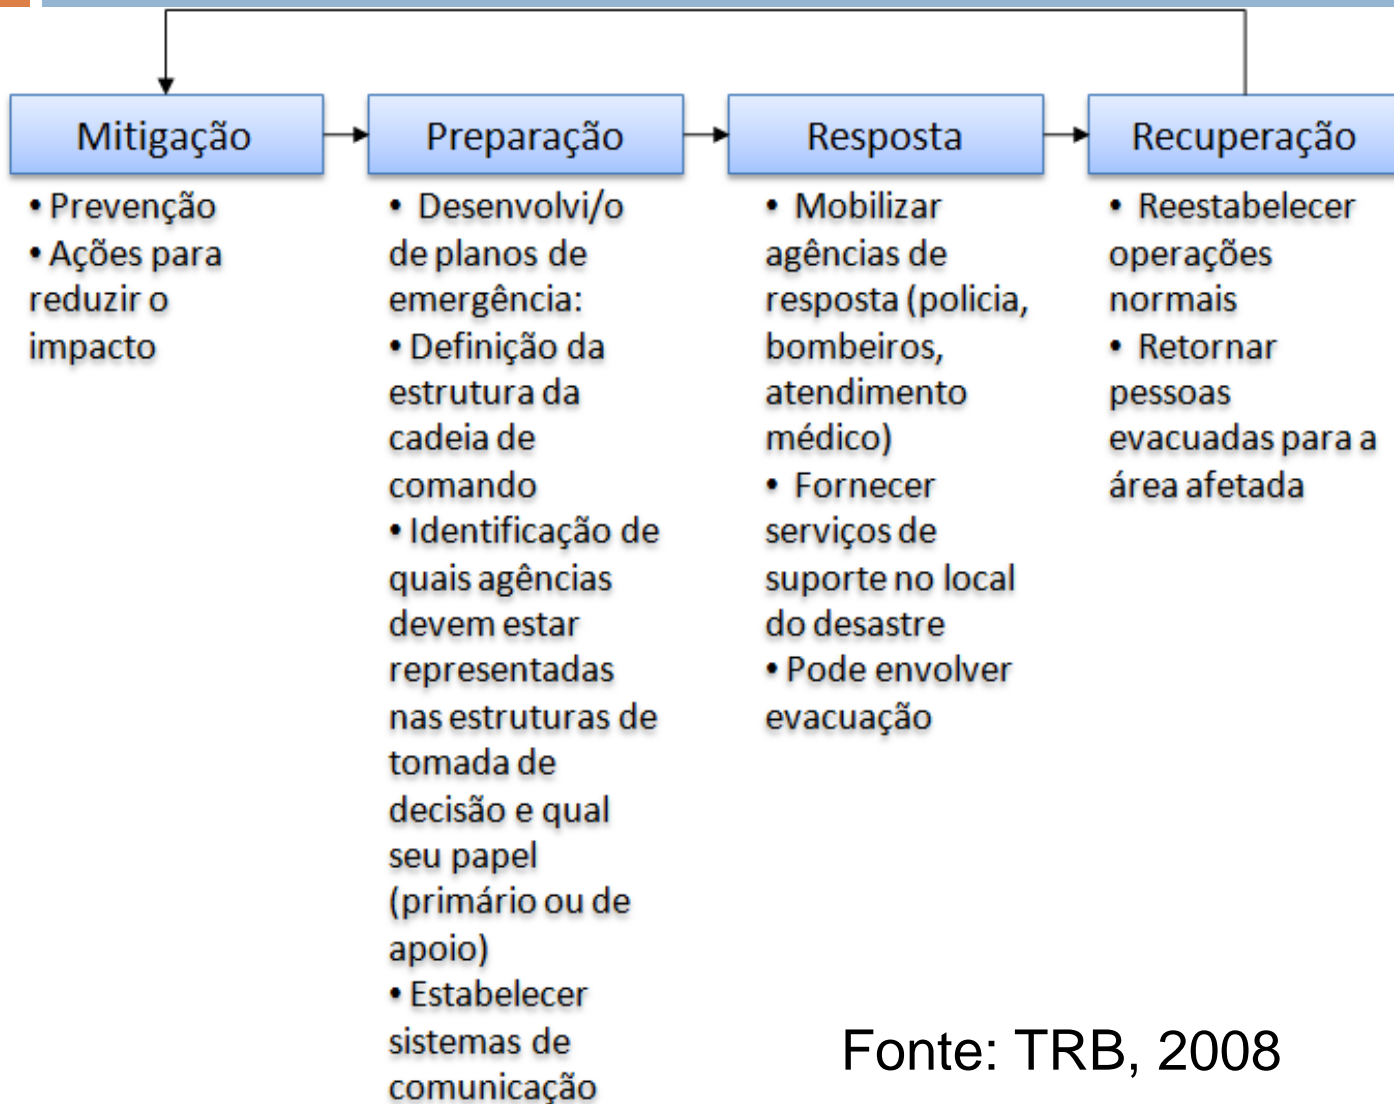 Mitigação
• Prevenção
• Ações para
reduzir o
impacto
Preparação
• Desenvolvi/o
de planos de
emergência:
• Definição da
estrutura da
cadeia de
comando
• Identificação de
quais agências
devem estar
representadas
nas estruturas de
tomada de
decisão e qual
seu papel
(primário ou de
apoio)
• Estabelecer
sistemas de
comunicação
Resposta
• Mobilizar
agências de
resposta (policia,
bombeiros,
atendimento
médico)
• Fornecer
serviços de
suporte no local
do desastre
• Pode envolver
evacuação
Recuperação
• Reestabelecer
operações
normais
• Retornar
pessoas
evacuadas para a
área afetada
Fonte: TRB, 2008